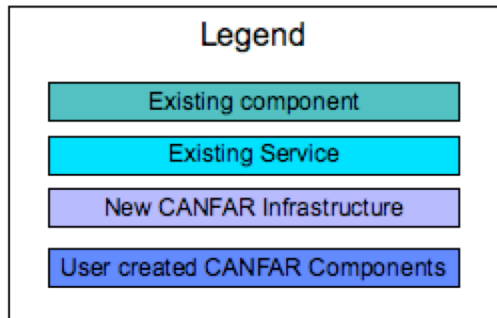 Legend
Existing component
Existing Service
New CANFAR Infrastructure
User created CANFAR Components